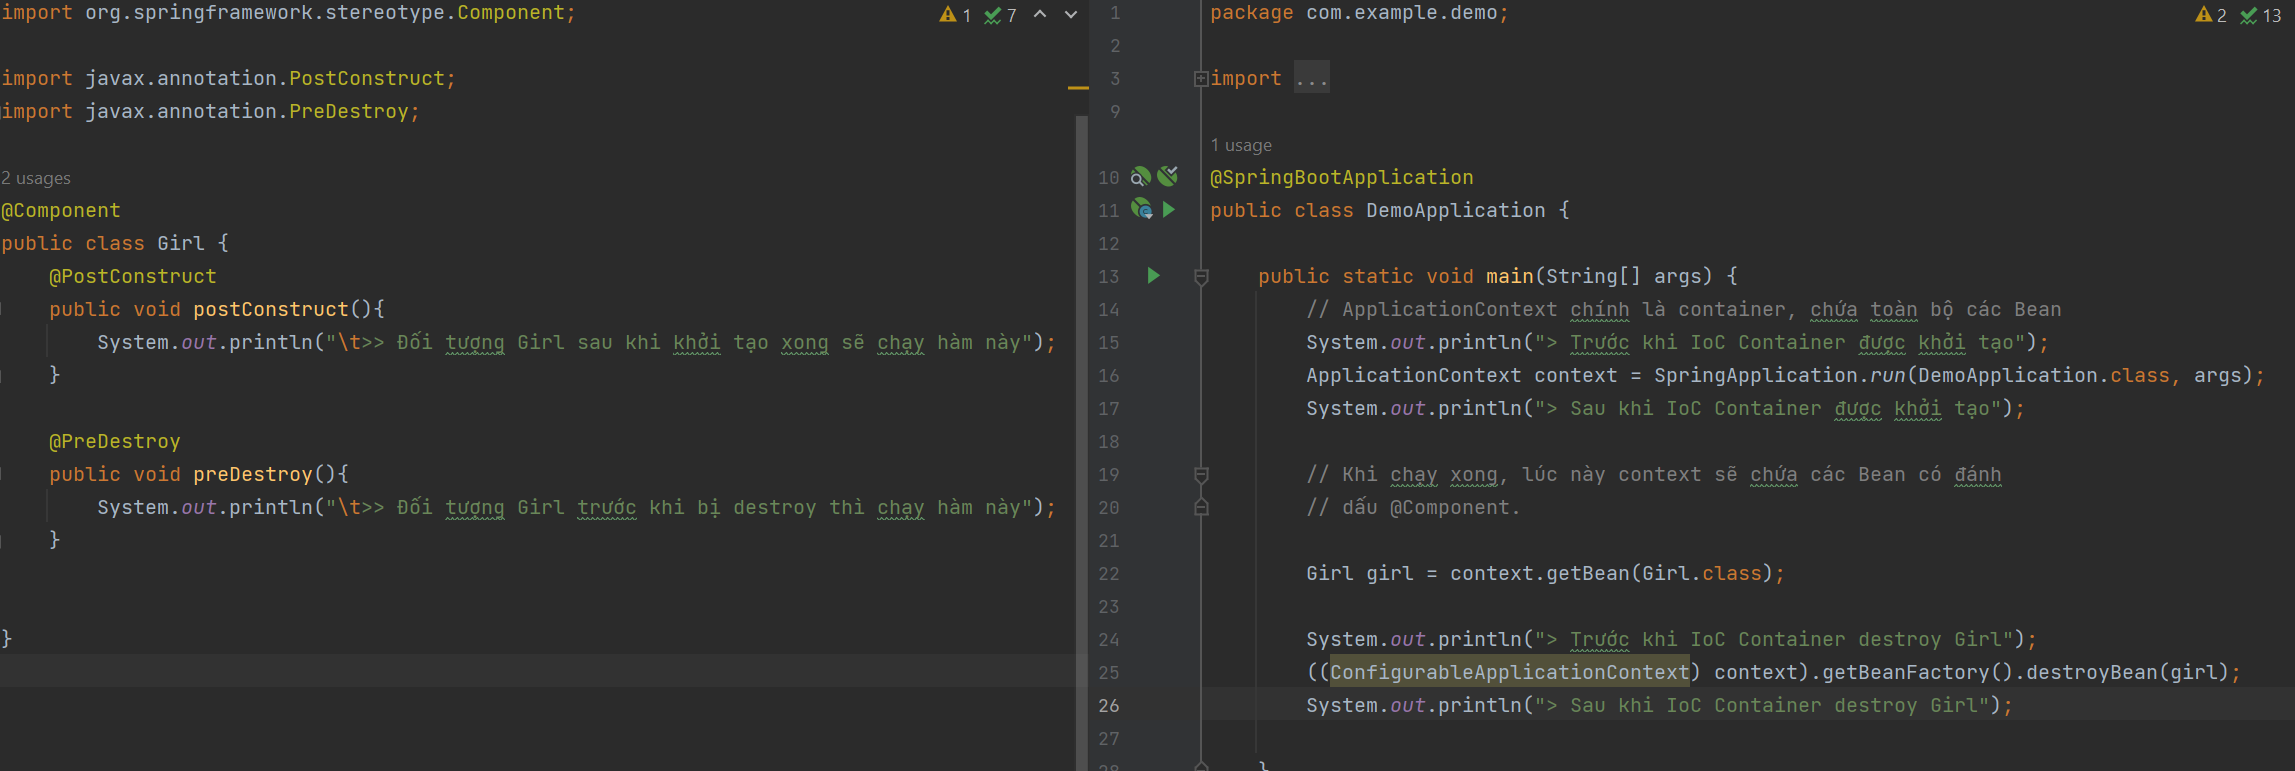 import org.springframework.stereotype.Component;
1 7
import javax.annotation.PostConstruct;
import javax.annotation.PreDestroy;
2 usages
@Component
public class Girl {
@PostConstruct
public void postConstruct(){
System.out.println("\t>> Đối tượng Girl sau khi khởi tạo xong sẽ chạy hàm này");
}
@PreDestroy
public void preDestroy(){
System.out.println("\t>> Đối tượng Girl trước khi bị destroy thì chạy hàm này");
}
}
1 package com.example.demo;
2 13
2
3 import ...
9
1 usage
10 @SpringBootApplication
11 public class DemoApplication {
12
13 public static void main(String[] args) {
14 // ApplicationContext chính là container, chứa toàn bộ các Bean
15 System.out.println("> Trước khi IoC Container được khởi tạo");
16 ApplicationContext context = SpringApplication.run(DemoApplication.class, args);
17 System.out.println("> Sau khi IoC Container được khởi tạo");
18
19 // Khi chạy xong, lúc này context sẽ chứa các Bean có đánh
20 // dấu @Component.
21
22 Girl girl = context.getBean(Girl.class);
23
24 System.out.println("> Trước khi IoC Container destroy Girl");
25 ((ConfigurableApplicationContext) context).getBeanFactory().destroyBean(girl);
26 System.out.println("> Sau khi IoC Container destroy Girl");
27
28 }